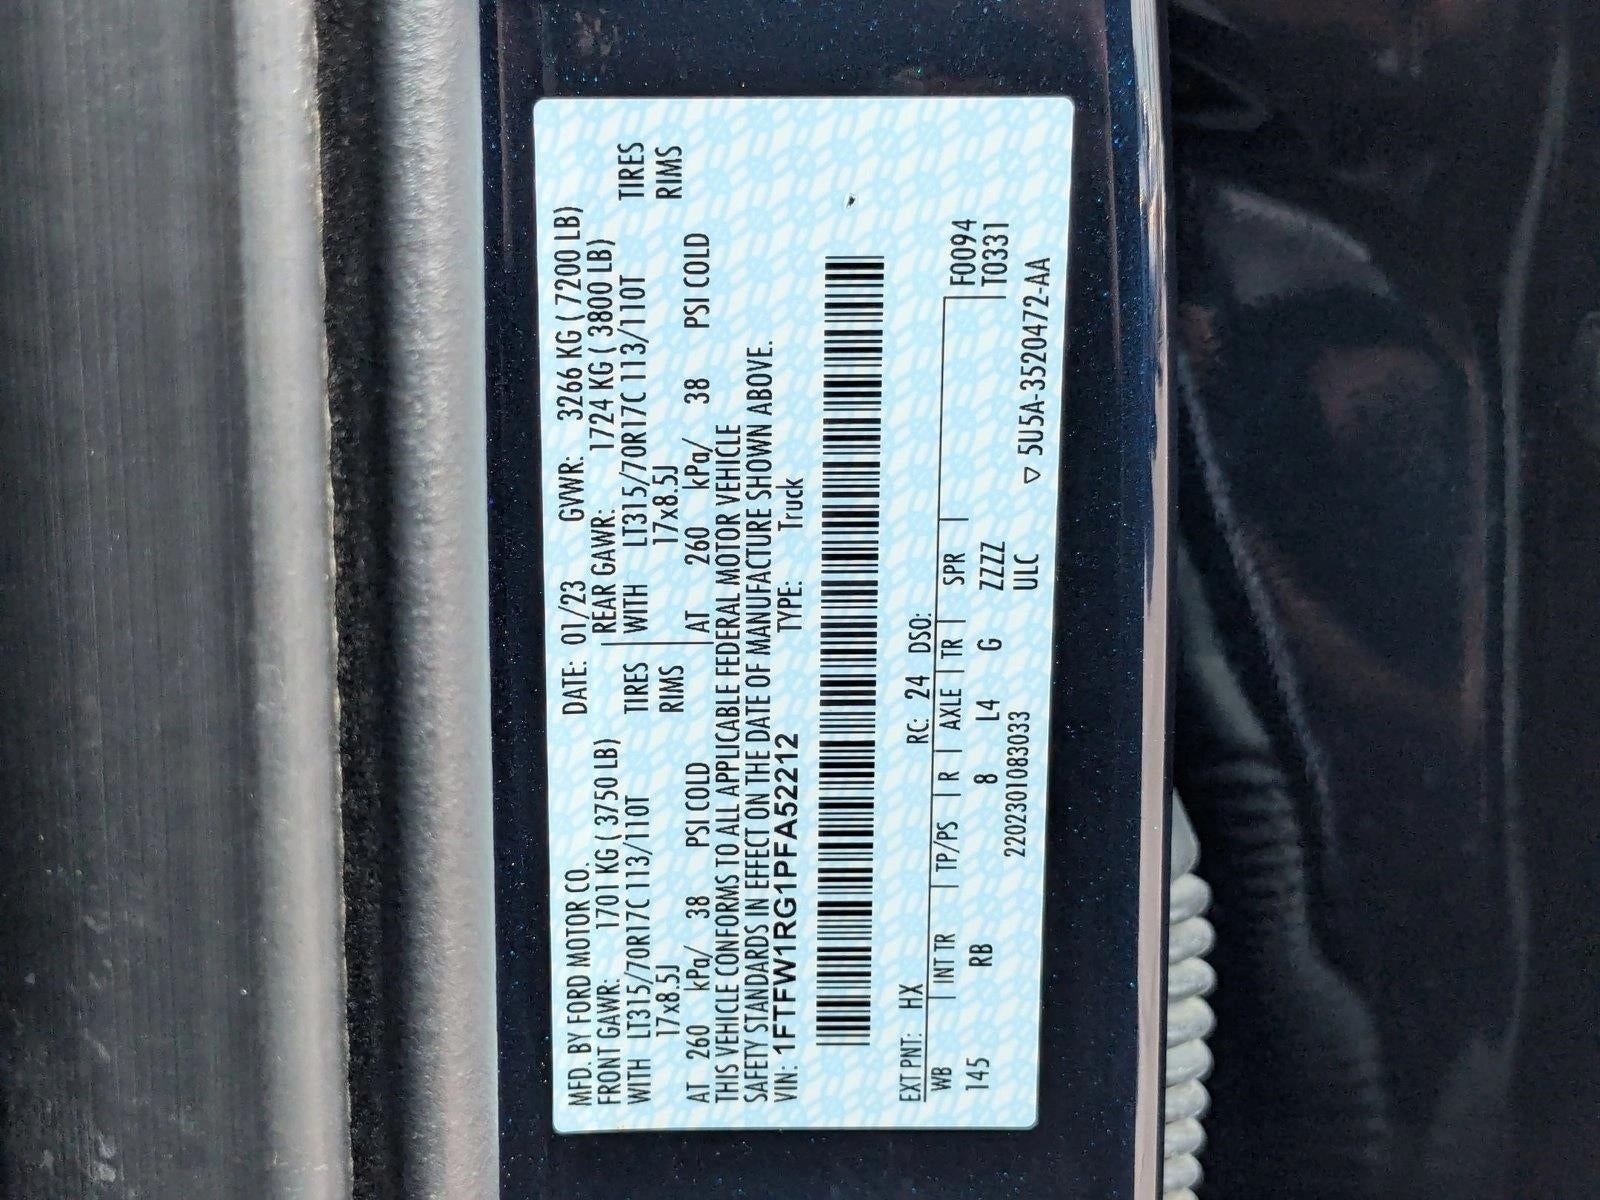 MFD. BY FORD MOTOR CO. DATE: 01/23 GVWR: 3266 KG ( 7200 LB)
FRONT GAWR: 1701 KG ( 3750 LB) REAR GAWR: 1724 KG ( 3800 LB)
WITH LT315/70R17C 113/110T TIRES WITH LT315/70R17C 113/110T TIRES
17x8.5J RIMS 17x8.5J RIMS
AT 260 kPa/ 38 PSI COLD AT 260 kPa/ 38 PSI COLD
THIS VEHICLE CONFORMS TO ALL APPLICABLE FEDERAL MOTOR VEHICLE
SAFETY STANDARDS IN EFFECT ON THE DATE OF MANUFACTURE SHOWN ABOVE.
VIN: 1FTFW1RG1PFA52212 TYPE: Truck
EXT PNT: HX RC: 24 DSO:
WB INT TR TP/PS R AXLE TR SPR F0094
145 RB 8 L4 G ZZZZ T0331
220230108303​3 ULC ▽ 5U5A-3520472-AA